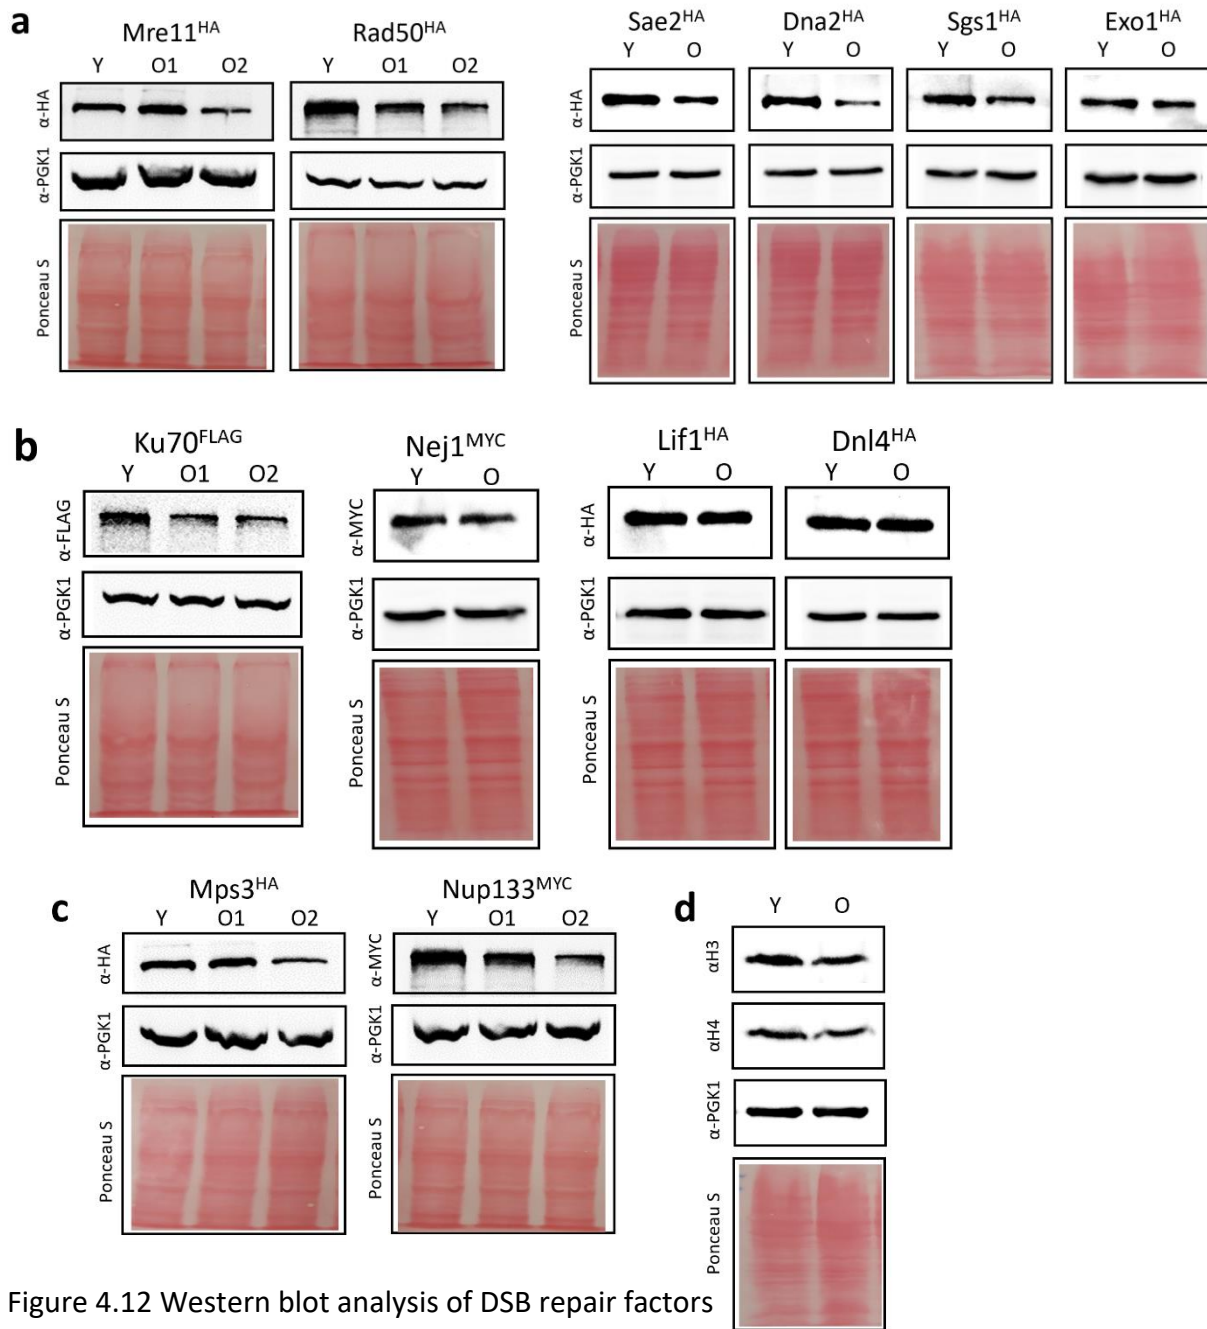 a
Mre11HA Rad50HA Sae2HA Dna2HA Sgs1HA Exo1HA
Y O1 O2 Y O1 O2 Y O Y O Y O Y O
α-HA α-HA
α-PGK1 α-PGK1
Ponceau S Ponceau S
b
Ku70FLAG Nej1MYC Lif1HA Dnl4HA
Y O1 O2 Y O Y O Y O
α-FLAG α-MYC α-HA
α-PGK1 α-PGK1 α-PGK1
Ponceau S Ponceau S Ponceau S
c
Mps3HA Nup133MYC
Y O1 O2 Y O1 O2
α-HA α-MYC
α-PGK1 α-PGK1
Ponceau S Ponceau S
d
Y O
αH3
αH4
α-PGK1
Ponceau S
Figure 4.12 Western blot analysis of DSB repair factors